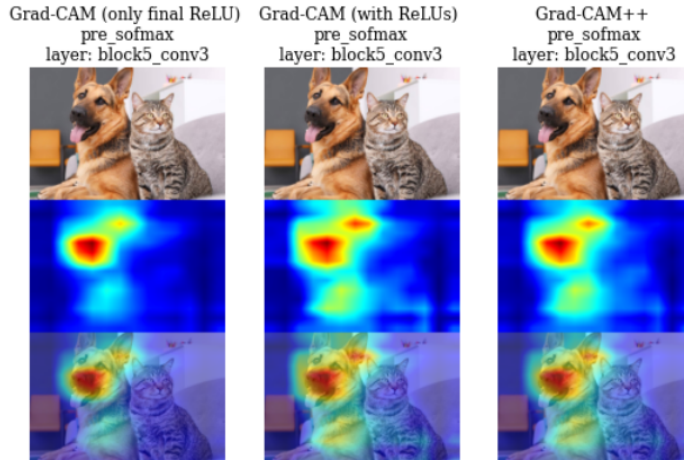 Grad-CAM (only final ReLU)
pre_sofmax
layer: block5_conv3
Grad-CAM (with ReLUs)
pre_sofmax
layer: block5_conv3
Grad-CAM++
pre_sofmax
layer: block5_conv3